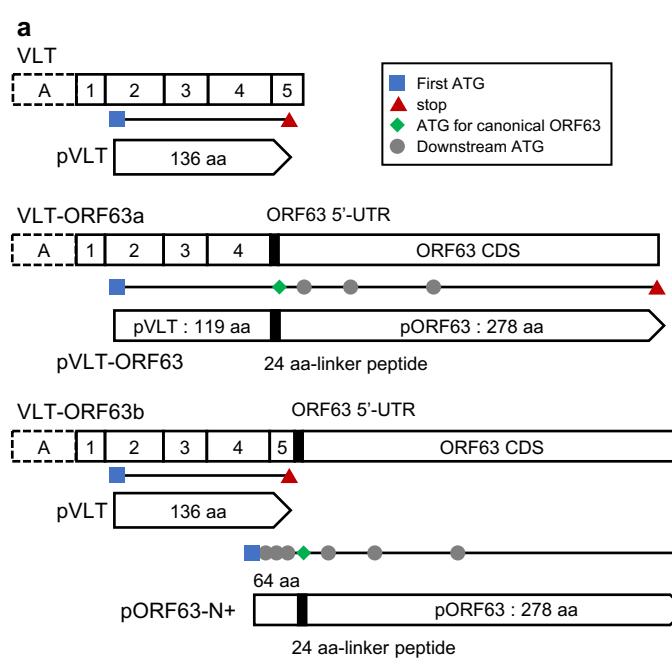 a
VLT
A 1 2 3 4 5
pVLT 136 aa
First ATG
stop
ATG for canonical ORF63
Downstream ATG
VLT-ORF63a ORF63 5'-UTR
A 1 2 3 4 ORF63 CDS
pVLT : 119 aa pORF63 : 278 aa
pVLT-ORF63 24 aa-linker peptide
VLT-ORF63b ORF63 5'-UTR
A 1 2 3 4 5 ORF63 CDS
pVLT 136 aa
64 aa
pORF63-N+ pORF63 : 278 aa
24 aa-linker peptide